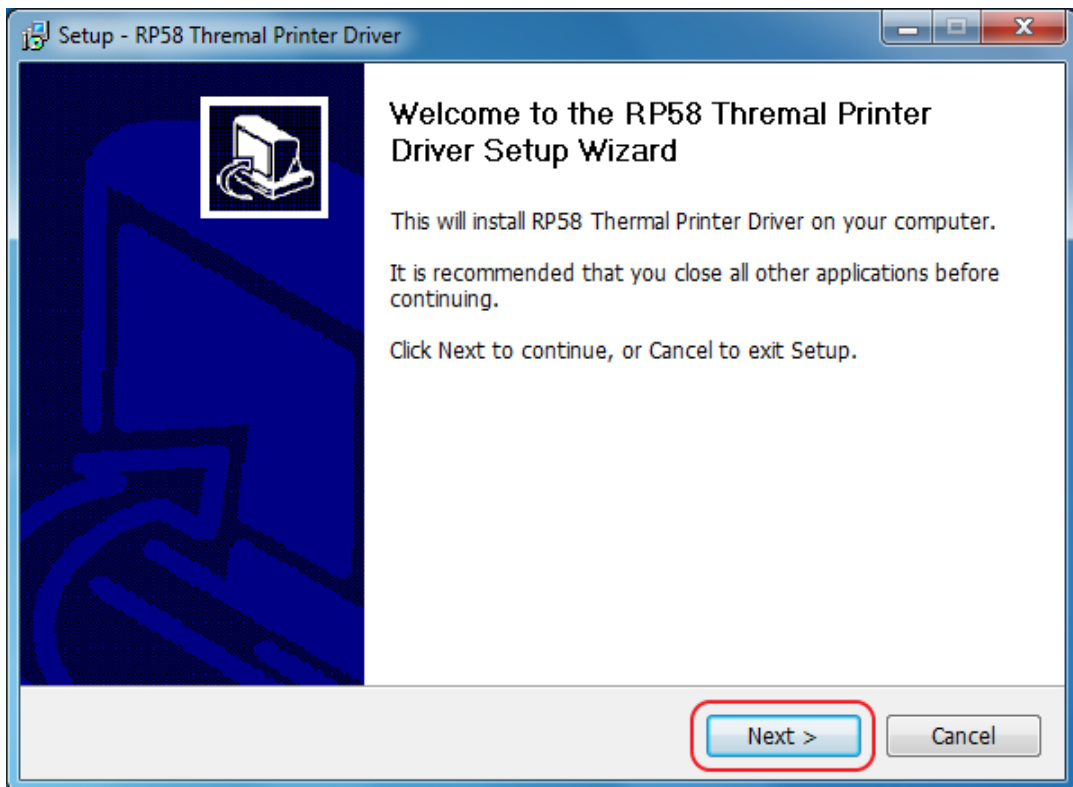 Setup - RP58 Thremal Printer Driver
Welcome to the RP58 Thremal Printer
Driver Setup Wizard
This will install RP58 Thermal Printer Driver on your computer.
It is recommended that you close all other applications before
continuing.
Click Next to continue, or Cancel to exit Setup.
Next >
Cancel